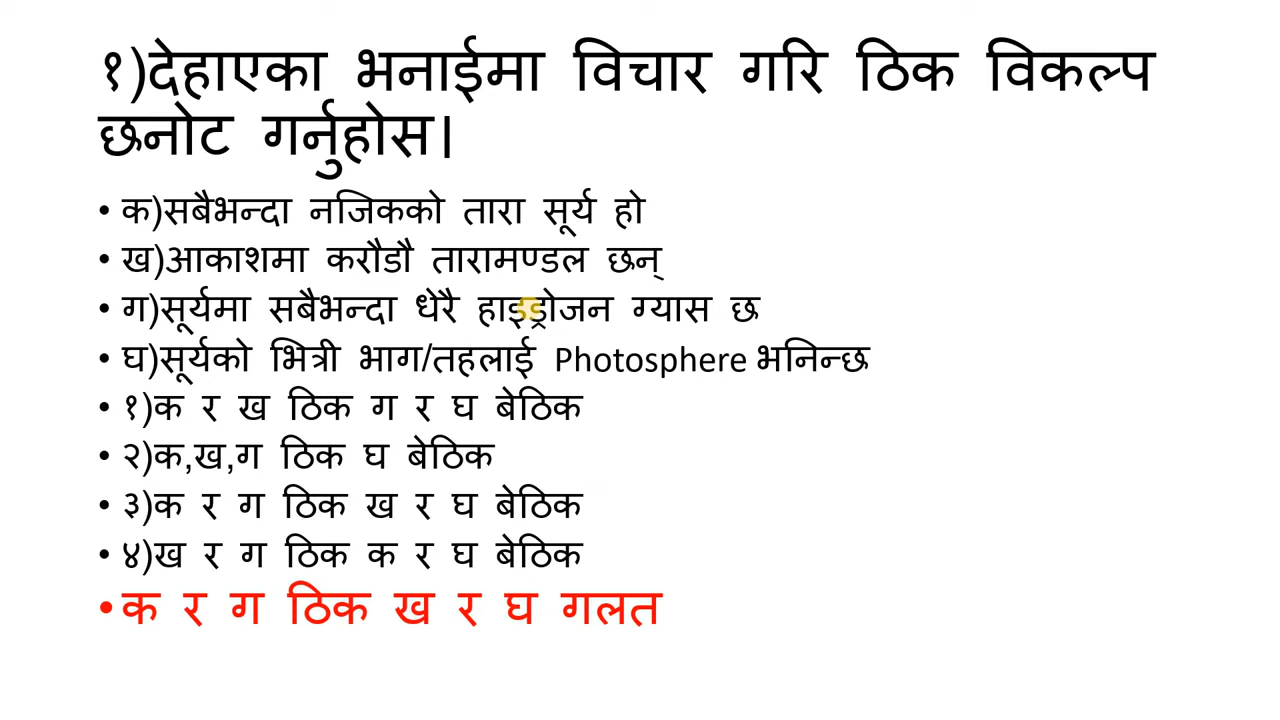 १)देहाएका भनाईमा विचार गरि ठिक विकल्प
छनोट गर्नुहोस।
• क)सबैभन्दा नजिकको तारा सूर्य हो
• ख)आकाशमा करौडौ तारामण्डल छन्
• ग)सूर्यमा सबैभन्दा धेरै हाइड्रोजन ग्यास छ
• घ)सूर्यको भित्री भाग/तहलाई Photosphere भनिन्छ
• १)क र ख ठिक ग र घ बेठिक
• २)क,ख,ग ठिक घ बेठिक
• ३)क र ग ठिक ख र घ बेठिक
• ४)ख र ग ठिक क र घ बेठिक
• क र ग ठिक ख र घ गलत